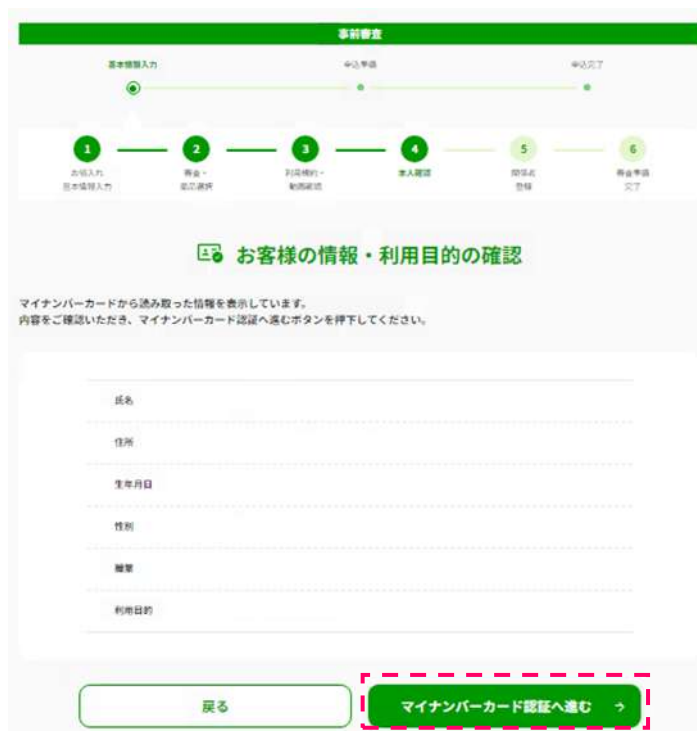 事前審査
基本情報入力
申込準備
申込完了
1
2
3
4
5
6
お借入れ
基本情報入力
審査・
商品選択
利用規約・
動画確認
本人確認
関係者
登録
審査準備
完了
お客様の情報・利用目的の確認
マイナンバーカードから読み取った情報を表示しています。
内容をご確認いただき、マイナンバーカード認証へ進むボタンを押下してください。
氏名
住所
生年月日
性別
職業
利用目的
戻る
マイナンバーカード認証へ進む